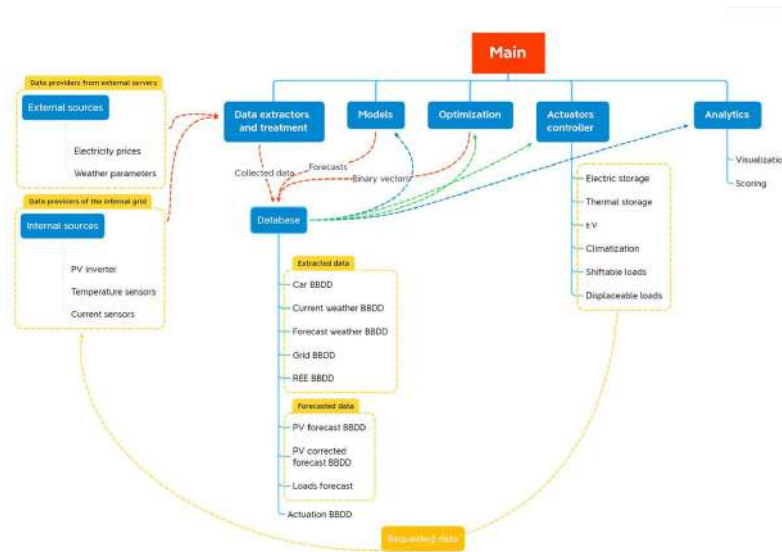 Main
Data providers from external servers
External sources
Electricity prices
Weather parameters
Data providers of the internal grid
Internal sources
PV inverter
Temperature sensors
Current sensors
Data extractors
and treatment
Models
Optimization
Actuators
controller
Analytics
Collected data
Forecasts
Binary vectors
Visualizatio
Scoring
Electric storage
Thermal storage
EV
Climatization
Shiftable loads
Displaceable loads
Database
Extracted data
Car BBDD
Current weather BBDD
Forecast weather BBDD
Grid BBDD
REE BBDD
Forecasted data
PV forecast BBDD
PV corrected
forecast BBDD
Loads forecast
Actuation BBDD
Requested data